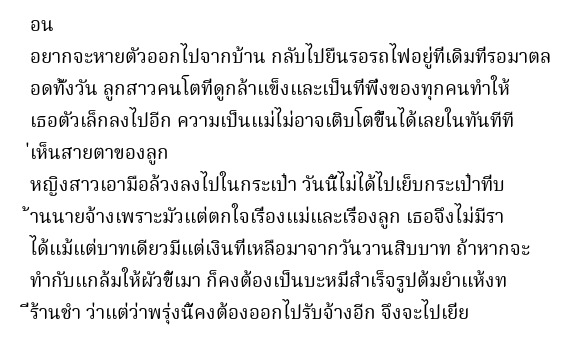 อน
อยากจะหายตัวออกไปจากบ้าน กลับไปยืนรอรถไฟอยู่ที่เดิมที่รอมาตล
อดทั้งวัน ลูกสาวคนโตที่ดูกล้าแข็งและเป็นที่พึ่งของทุกคนทำให้
เธอตัวเล็กลงไปอีก ความเป็นแม่ไม่อาจเติบโตขึ้นได้เลยในทันทีที
่เห็นสายตาของลูก
หญิงสาวเอามือล้วงลงไปในกระเป๋า วันนี้ไม่ได้ไปเย็บกระเป๋าที่บ
้านนายจ้างเพราะมัวแต่ตกใจเรื่องแม่และเรื่องลูก เธอจึงไม่มีรา
ได้แม้แต่บาทเดียวมีแต่เงินที่เหลือมาจากวันวานสิบบาท ถ้าหากจะ
ทำกับแกล้มให้ผัวขี้เมา ก็คงต้องเป็นบะหมี่สำเร็จรูปต้มยำแห้งท
ี่ร้านชำ ว่าแต่ว่าพรุ่งนี้คงต้องออกไปรับจ้างอีก จึงจะไปเยีย